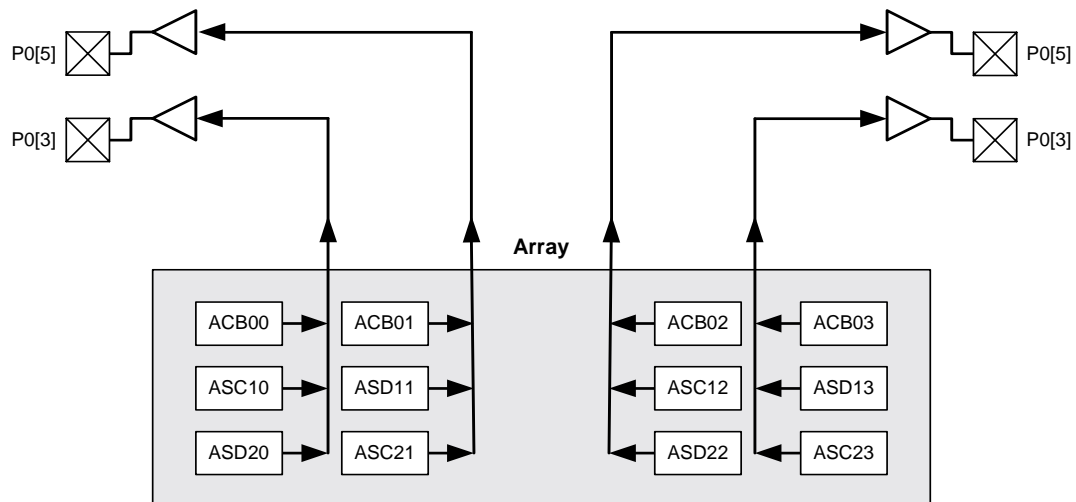 P0[5]
P0[5]
P0[3]
P0[3]
Array
ACB00
ACB01
ACB02
ACB03
ASC10
ASD11
ASC12
ASD13
ASD20
ASC21
ASD22
ASC23